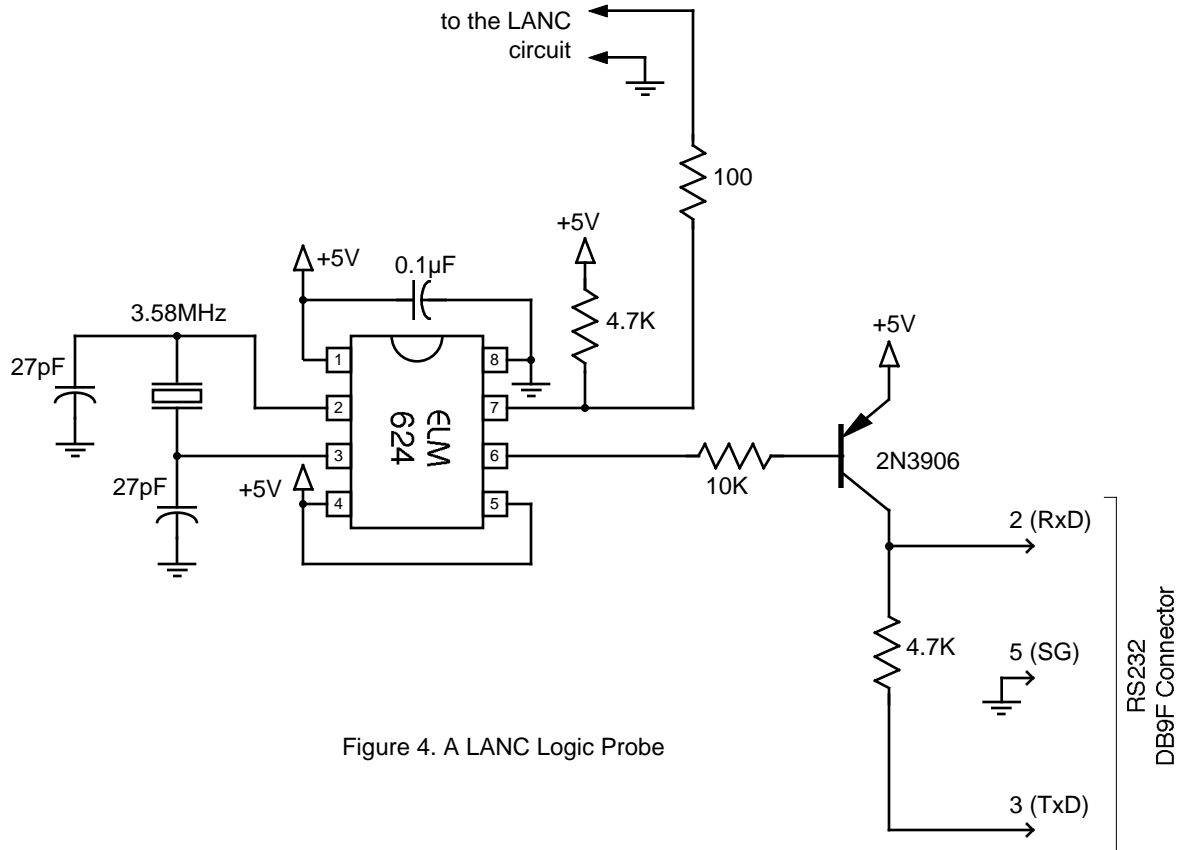 to the LANC
circuit
100
+5V
+5V
0.1µF
4.7K
3.58MHz
+5V
27pF
1
8
2
7
ELM
624
3
6
2N3906
10K
27pF
+5V
4
5
2 (RxD)
4.7K
5 (SG)
RS232
DB9F Connector
Figure 4. A LANC Logic Probe
3 (TxD)